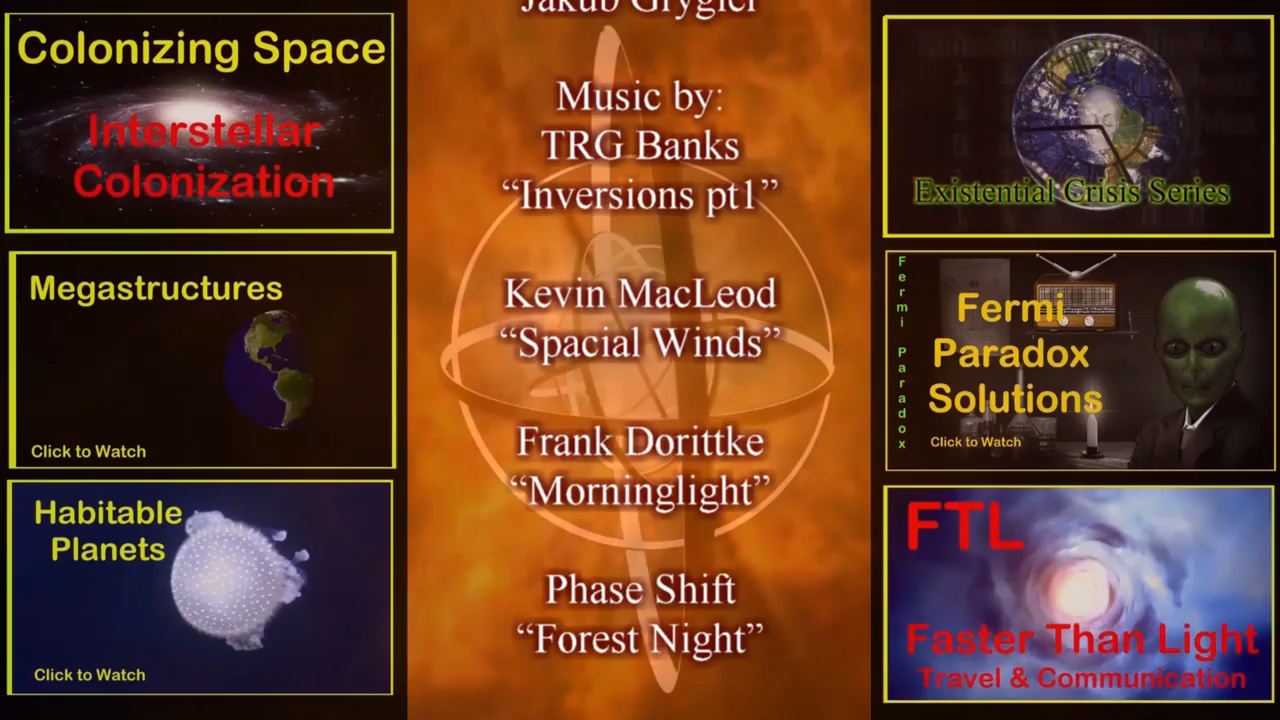 Colonizing Space
Interstellar
Colonization
Megastructures
Click to Watch
Habitable
Planets
Click to Watch
Jakub Grygier
Music by:
TRG Banks
“Inversions pt1”
Kevin MacLeod
“Spacial Winds”
Frank Dorittke
“Morninglight”
Phase Shift
“Forest Night”
Existential Crisis Series
Fermi Paradox
Fermi
Paradox
Solutions
Click to Watch
FTL
Faster Than Light
Travel & Communication